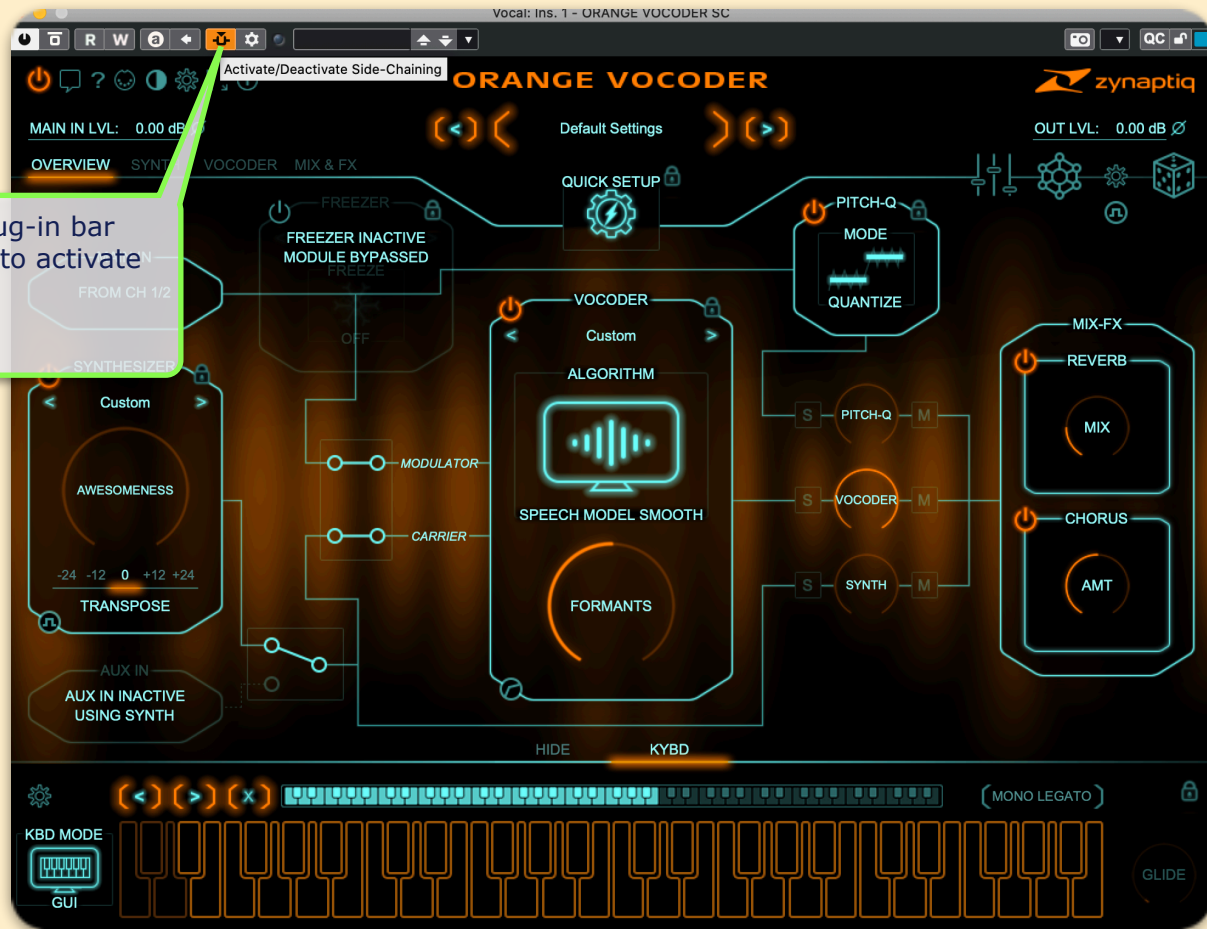 Vocal: Ins. 1 - ORANGE VOCODER SC
R W a QC
Activate/Deactivate Side-Chaining
? ORANGE VOCODER zynaptiq
MAIN IN LVL: 0.00 dB Default Settings OUT LVL: 0.00 dB
OVERVIEW VOCODER MIX & FX
QUICK SETUP
ug-in bar
to activate
FREEZER
FREEZER INACTIVE
MODULE BYPASSED
FREEZE
OFF
FROM CH 1/2
PITCH-Q
MODE
QUANTIZE
VOCODER
< Custom >
ALGORITHM
SPEECH MODEL SMOOTH
FORMANTS
MIX-FX
REVERB
MIX
CHORUS
AMT
SYNTHESIZER
< Custom >
AWESOMENESS
-24 -12 0 +12 +24
TRANSPOSE
MODULATOR
CARRIER
S PITCH-Q M
S VOCODER M
S SYNTH M
AUX IN
AUX IN INACTIVE
USING SYNTH
HIDE KYBD
(<) (>) (x) (MONO LEGATO)
KBD MODE
GUI
GLIDE